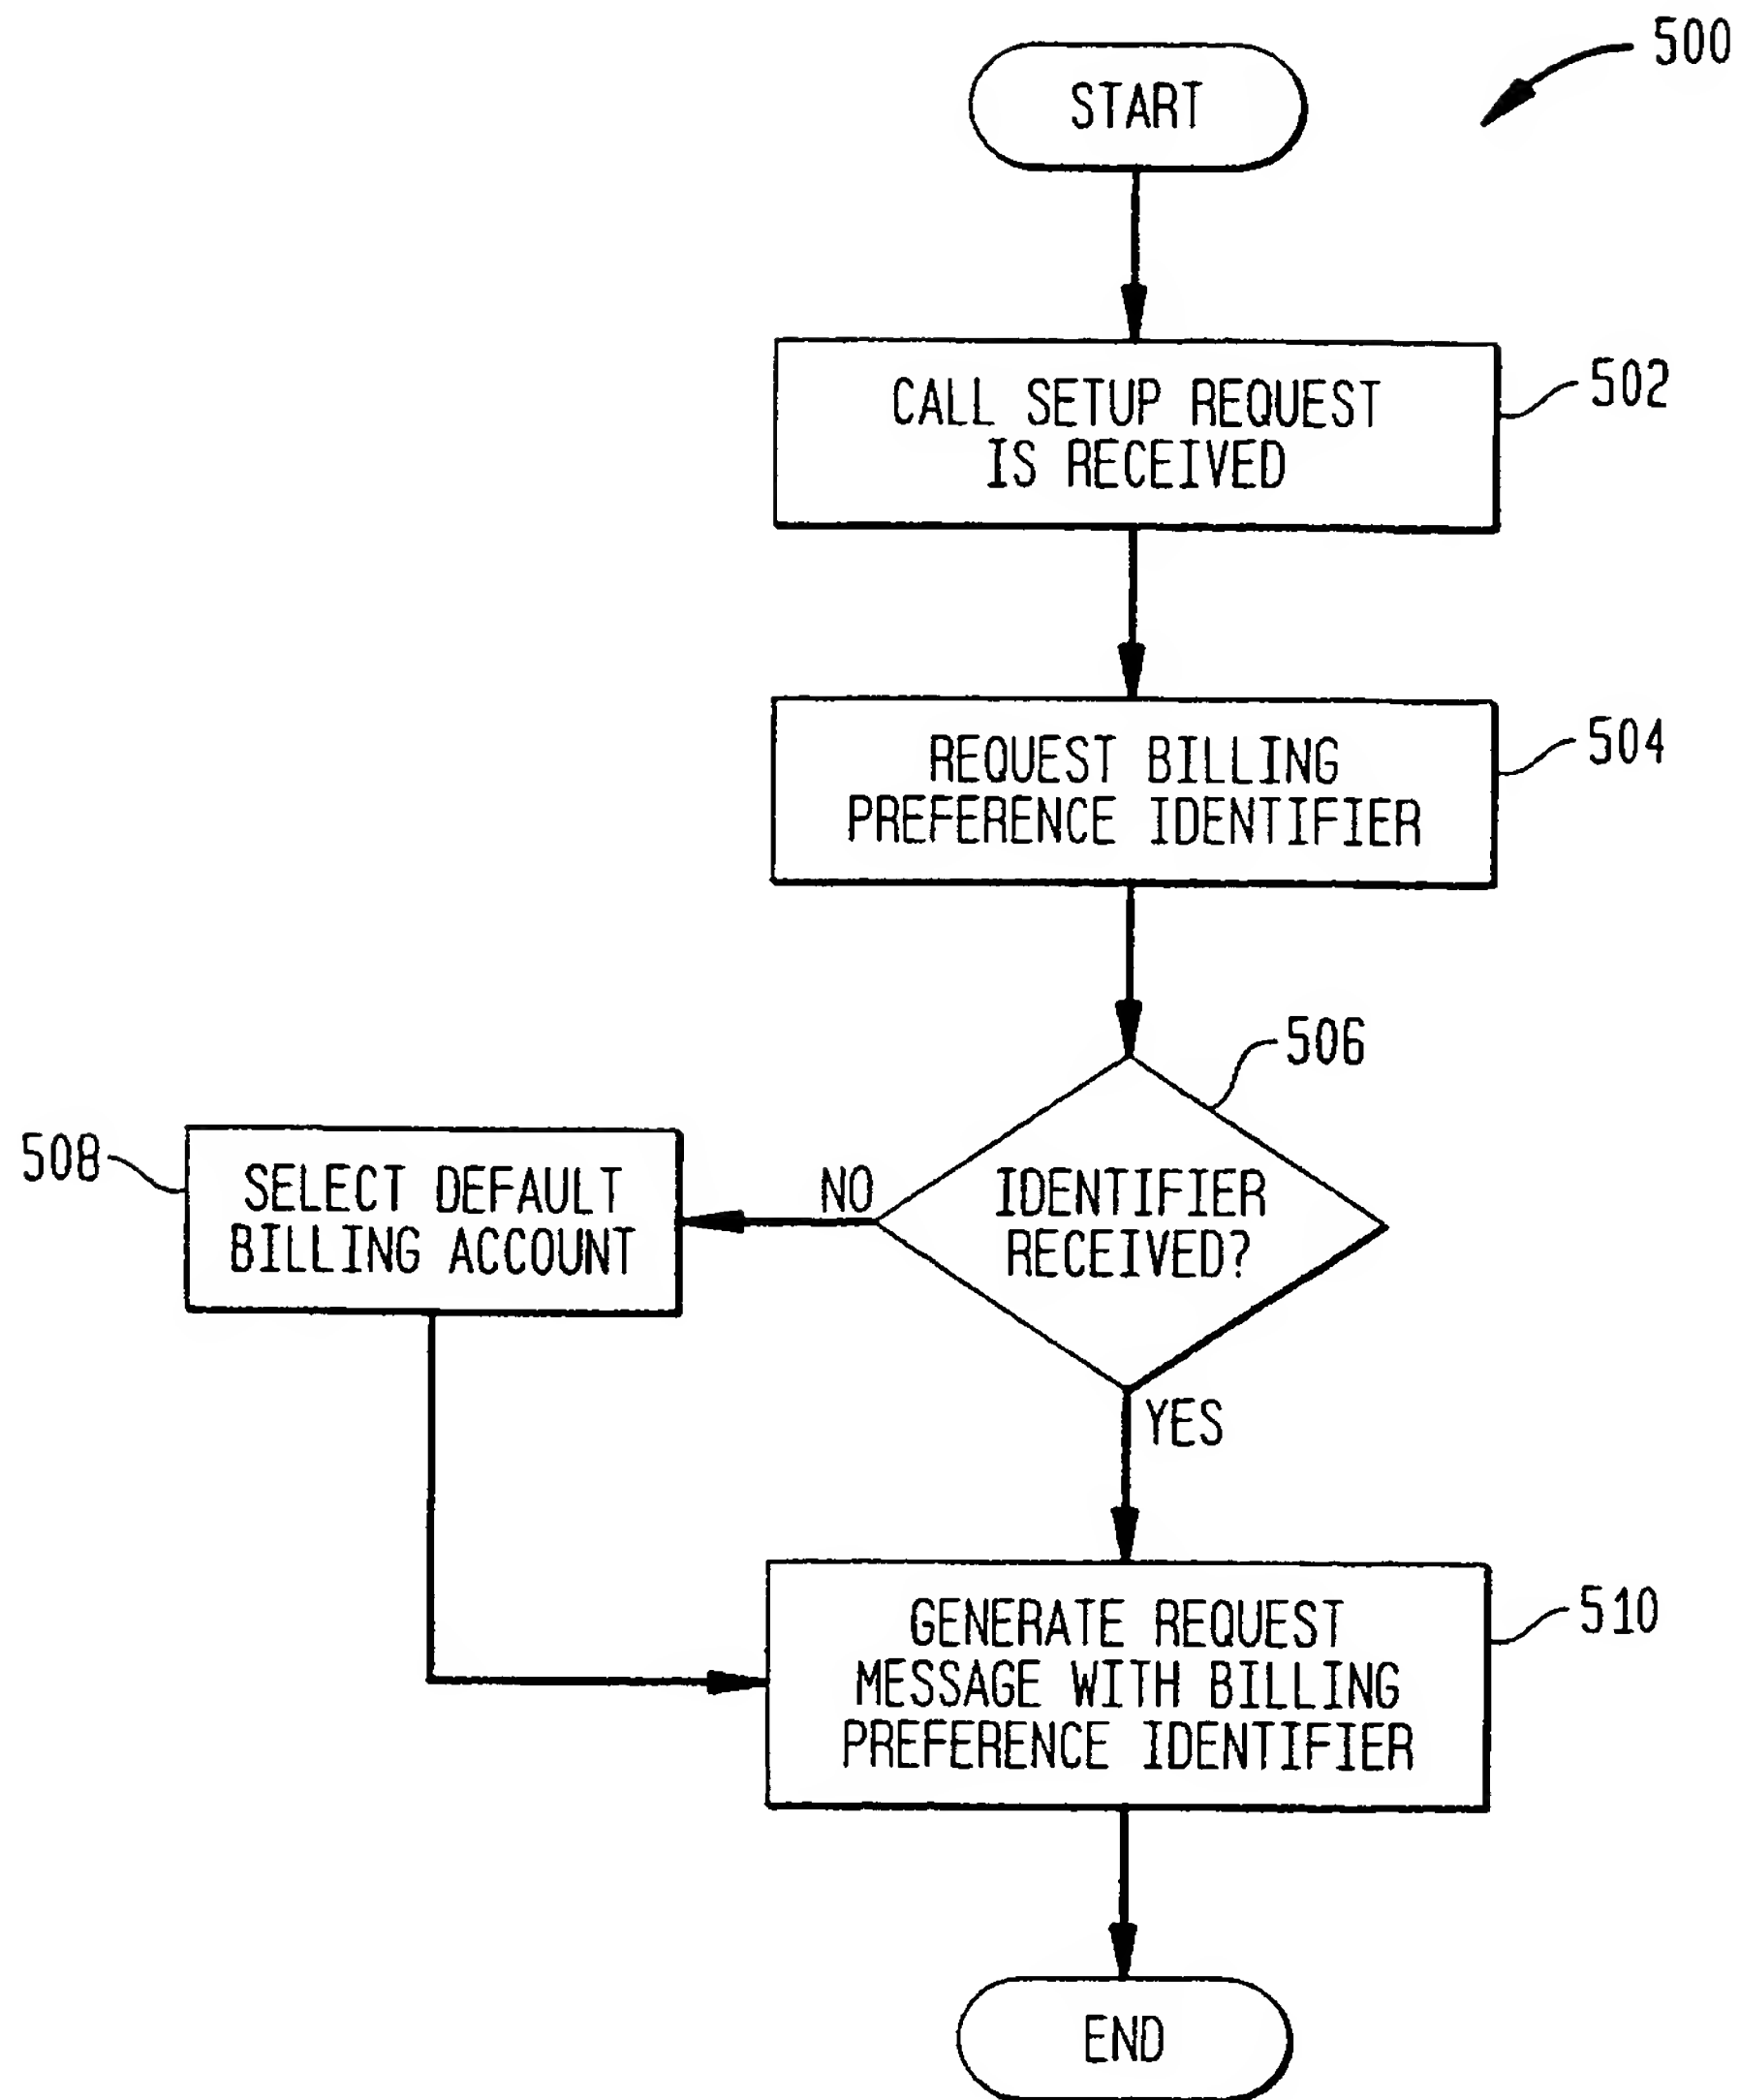 500
START
CALL SETUP REQUEST
IS RECEIVED
502
REQUEST BILLING
PREFERENCE IDENTIFIER
504
506
IDENTIFIER
RECEIVED?
NO
508
SELECT DEFAULT
BILLING ACCOUNT
YES
GENERATE REQUEST
MESSAGE WITH BILLING
PREFERENCE IDENTIFIER
510
END